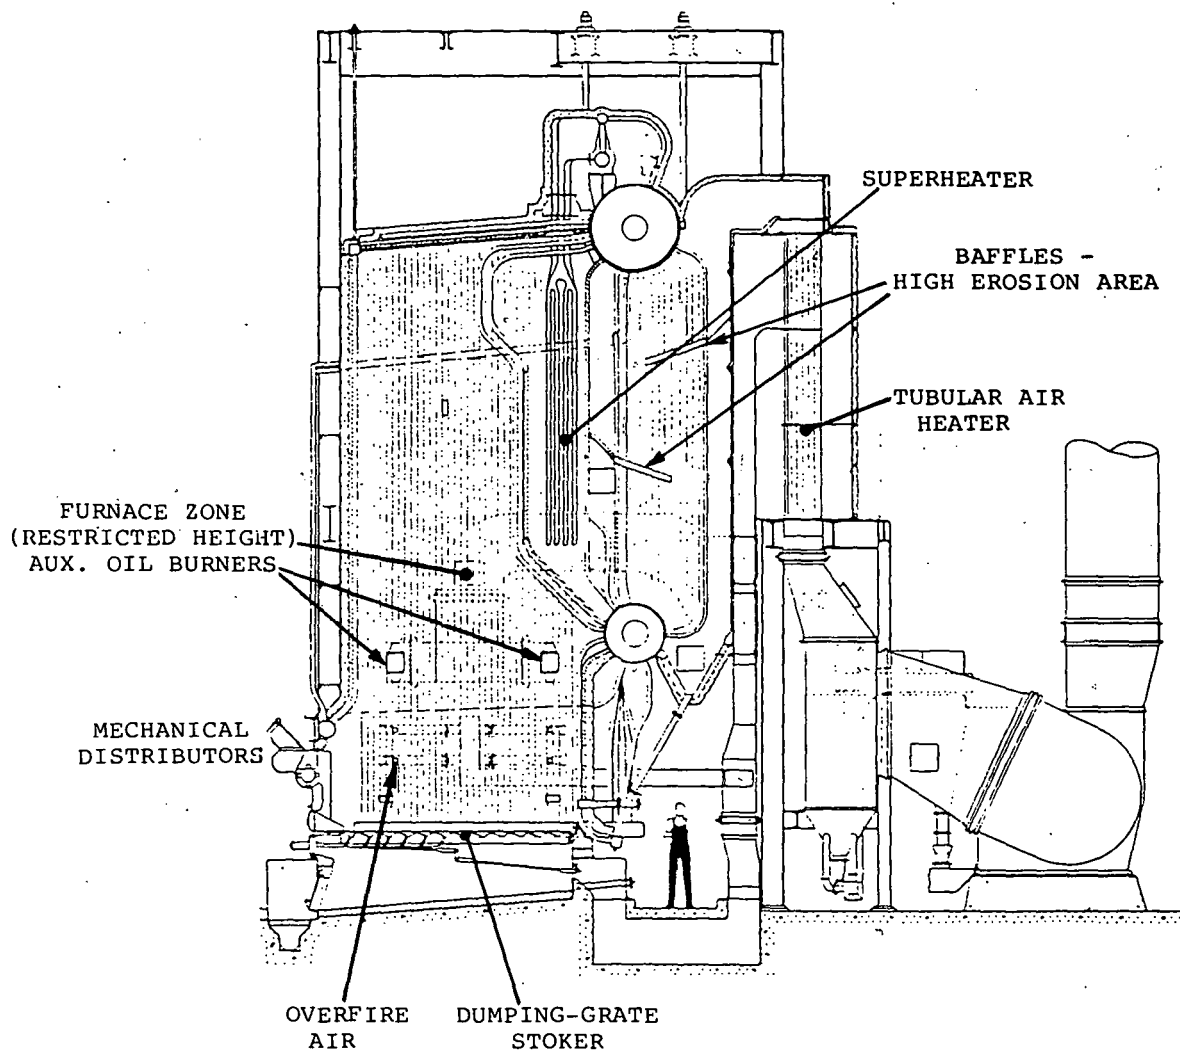 SUPERHEATER
BAFFLES -
HIGH EROSION AREA
TUBULAR AIR
HEATER
FURNACE ZONE
(RESTRICTED HEIGHT)
AUX. OIL BURNERS
MECHANICAL
DISTRIBUTORS
OVERFIRE
AIR
DUMPING-GRATE
STOKER